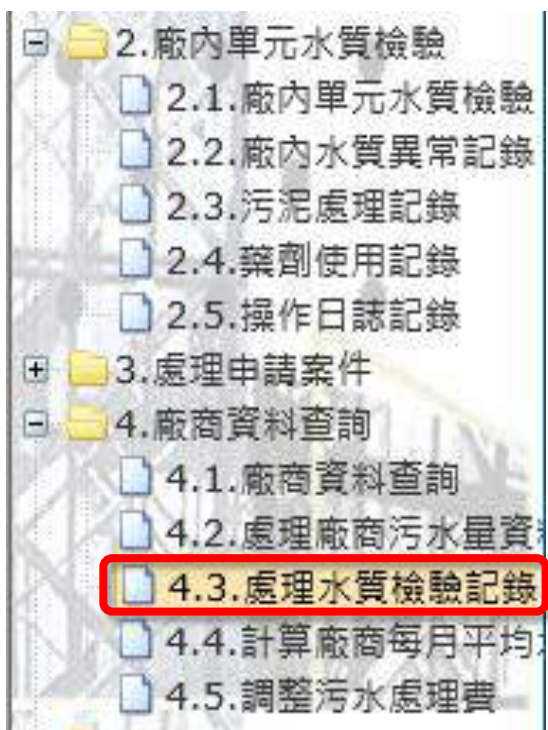 2.廠內單元水質檢驗
2.1.廠內單元水質檢驗
2.2.廠內水質異常記錄
2.3.污泥處理記錄
2.4.藥劑使用記錄
2.5.操作日誌記錄
3.處理申請案件
4.廠商資料查詢
4.1.廠商資料查詢
4.2.處理廠商污水量資
4.3.處理水質檢驗記錄
4.4.計算廠商每月平均
4.5.調整污水處理費